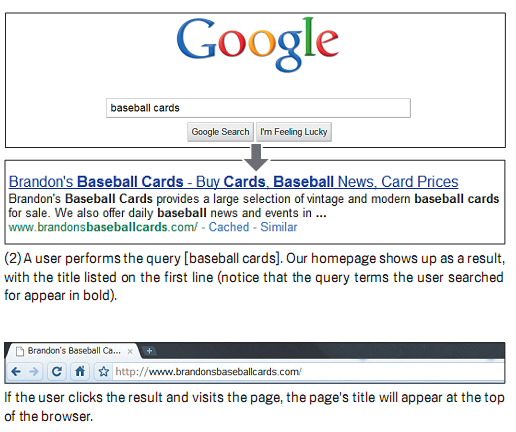 Google
baseball cards
Google Search I'm Feeling Lucky
Brandon's Baseball Cards - Buy Cards, Baseball News, Card Prices
Brandon's Baseball Cards provides a large selection of vintage and modern baseball cards
for sale. We also offer daily baseball news and events in ...
www.brandonsbaseballcards.com/ - Cached - Similar
(2) A user performs the query [baseball cards]. Our homepage shows up as a result,
with the title listed on the first line (notice that the query terms the user searched
for appear in bold).
Brandon's Baseball Ca...
http://www.brandonsbaseballcards.com/
If the user clicks the result and visits the page, the page's title will appear at the top
of the browser.